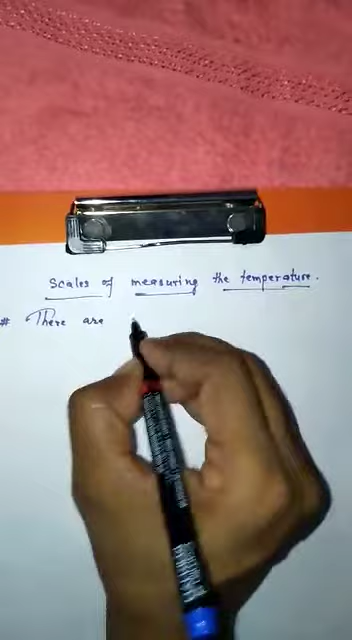 Scales of measuring the temperature.
# There are